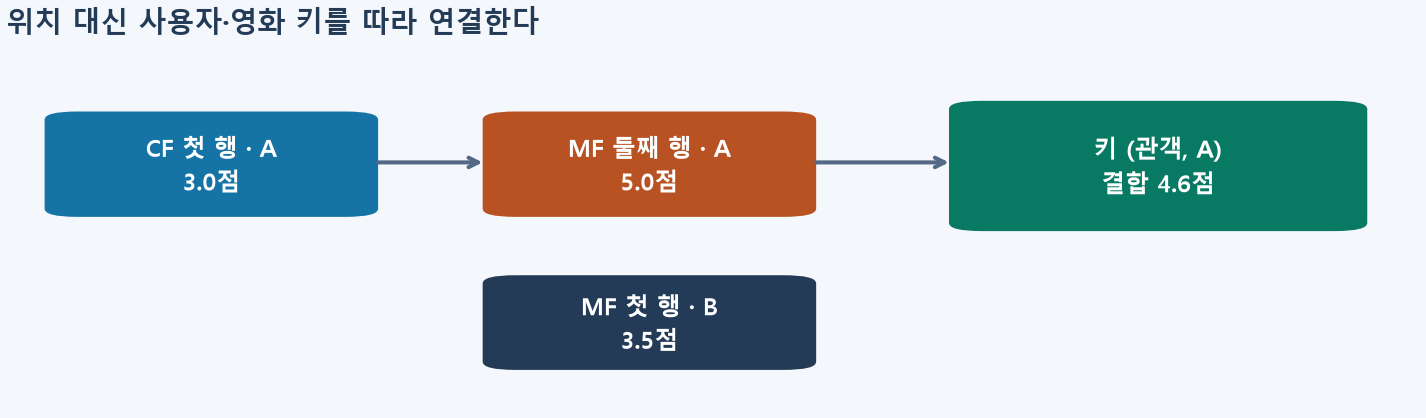 위치 대신 사용자·영화 키를 따라 연결한다
CF 첫 행 · A
3.0점
MF 둘째 행 · A
5.0점
키 (관객, A)
결합 4.6점
MF 첫 행 · B
3.5점